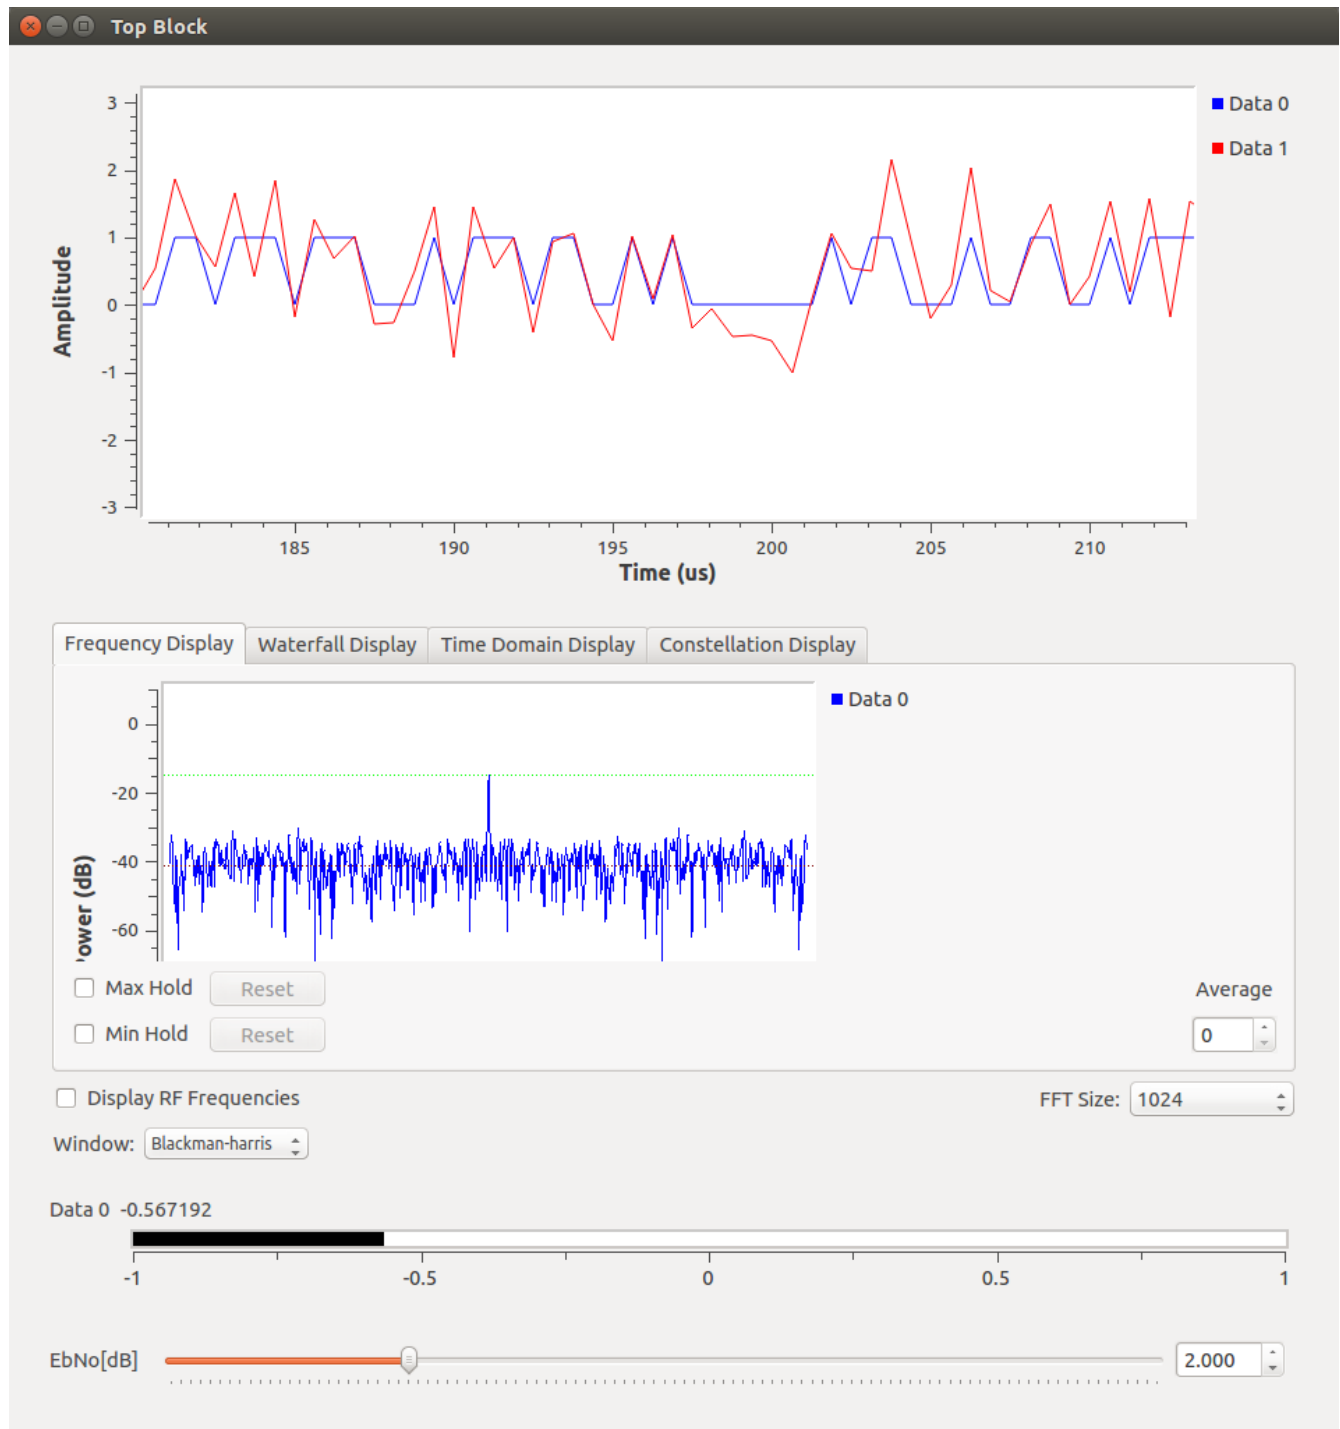 Top Block
3
2
1
0
-1
-2
-3
Amplitude
Data 0
Data 1
185 190 195 200 205 210
Time (us)
Frequency Display Waterfall Display Time Domain Display Constellation Display
0
-20
-40
-60
Power (dB)
Data 0
Max Hold Reset
Average
Min Hold Reset
0
Display RF Frequencies
FFT Size: 1024
Window: Blackman-harris
Data 0 -0.567192
-1 -0.5 0 0.5 1
EbNo[dB]
2.000